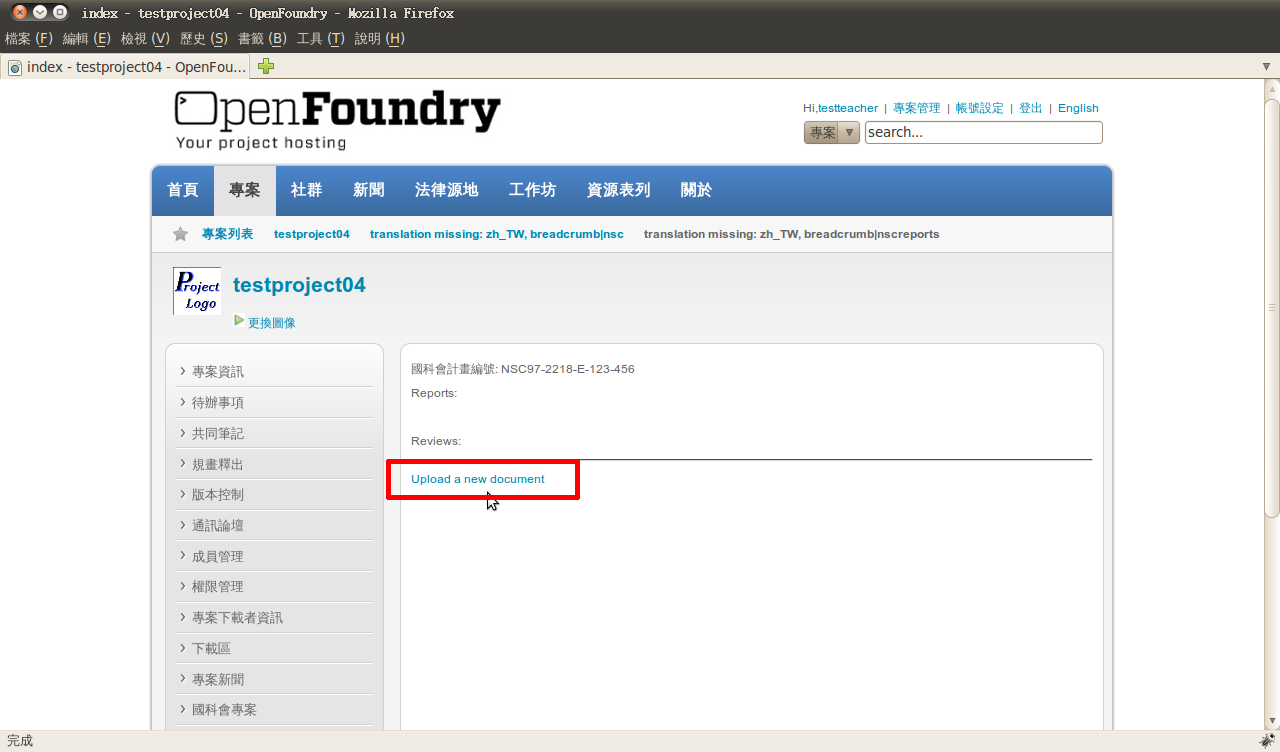 index - testproject04 - OpenFoundry - Mozilla Firefox
檔案 (F) 編輯 (E) 檢視 (V) 歷史 (S) 書籤 (B) 工具 (T) 說明 (H)
index - testproject04 - OpenFou...
OpenFoundry
Your project hosting
Hi,testteacher | 專案管理 | 帳號設定 | 登出 | English
專案 search...
首頁 專案 社群 新聞 法律源地 工作坊 資源表列 關於
專案列表 testproject04 translation missing: zh_TW, breadcrumb|nsc translation missing: zh_TW, breadcrumb|nscreports
Project Logo
testproject04
更換圖像
專案資訊
待辦事項
共同筆記
規畫釋出
版本控制
通訊論壇
成員管理
權限管理
專案下載者資訊
下載區
專案新聞
國科會專案
國科會計畫編號: NSC97-2218-E-123-456
Reports:
Reviews:
Upload a new document
完成